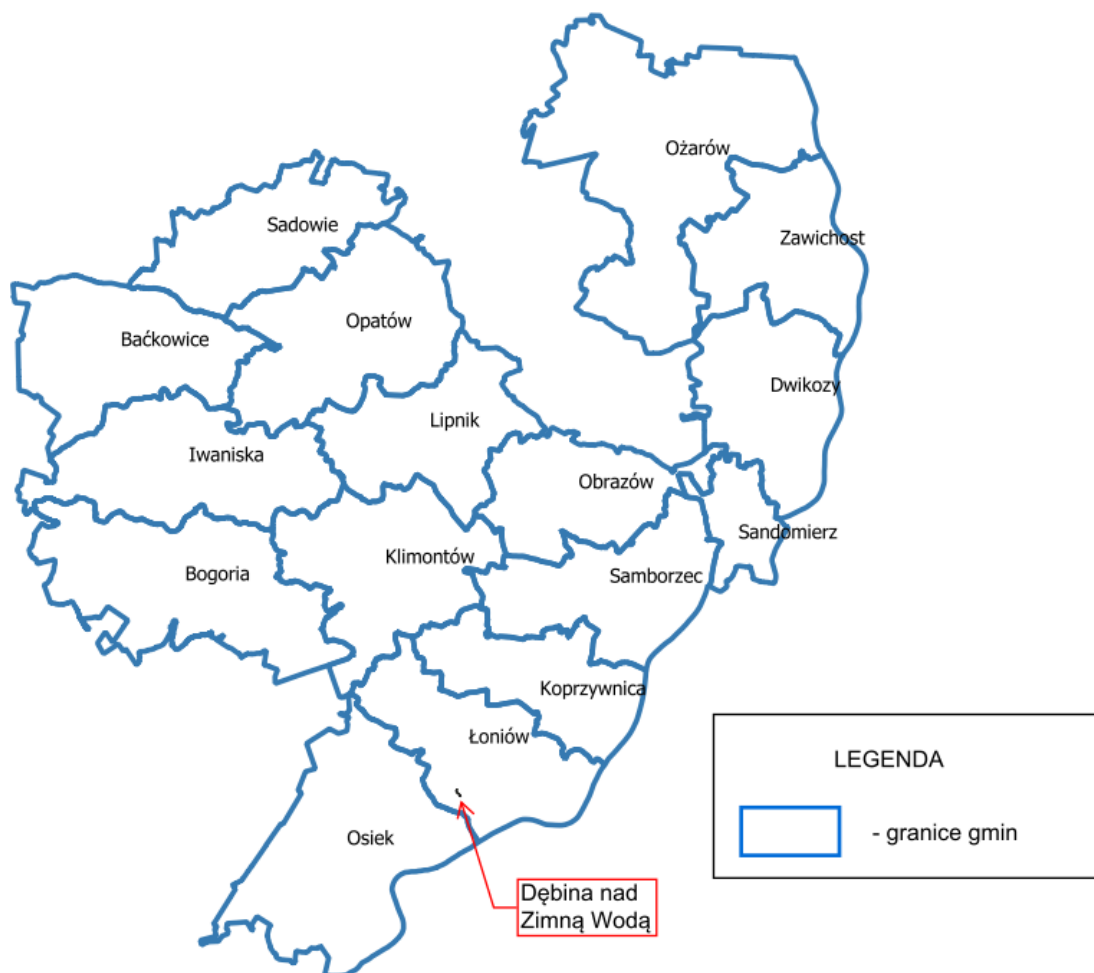 Ożarów
Sadowie
Zawichost
Opatów
Baćkowice
Dwikozy
Lipnik
Iwaniska
Obrazów
Sandomierz
Klimontów
Bogoria
Samborzec
Koprzywnica
Łoniów
LEGENDA
- granice gmin
Osiek
Dębina nad
Zimną Wodą